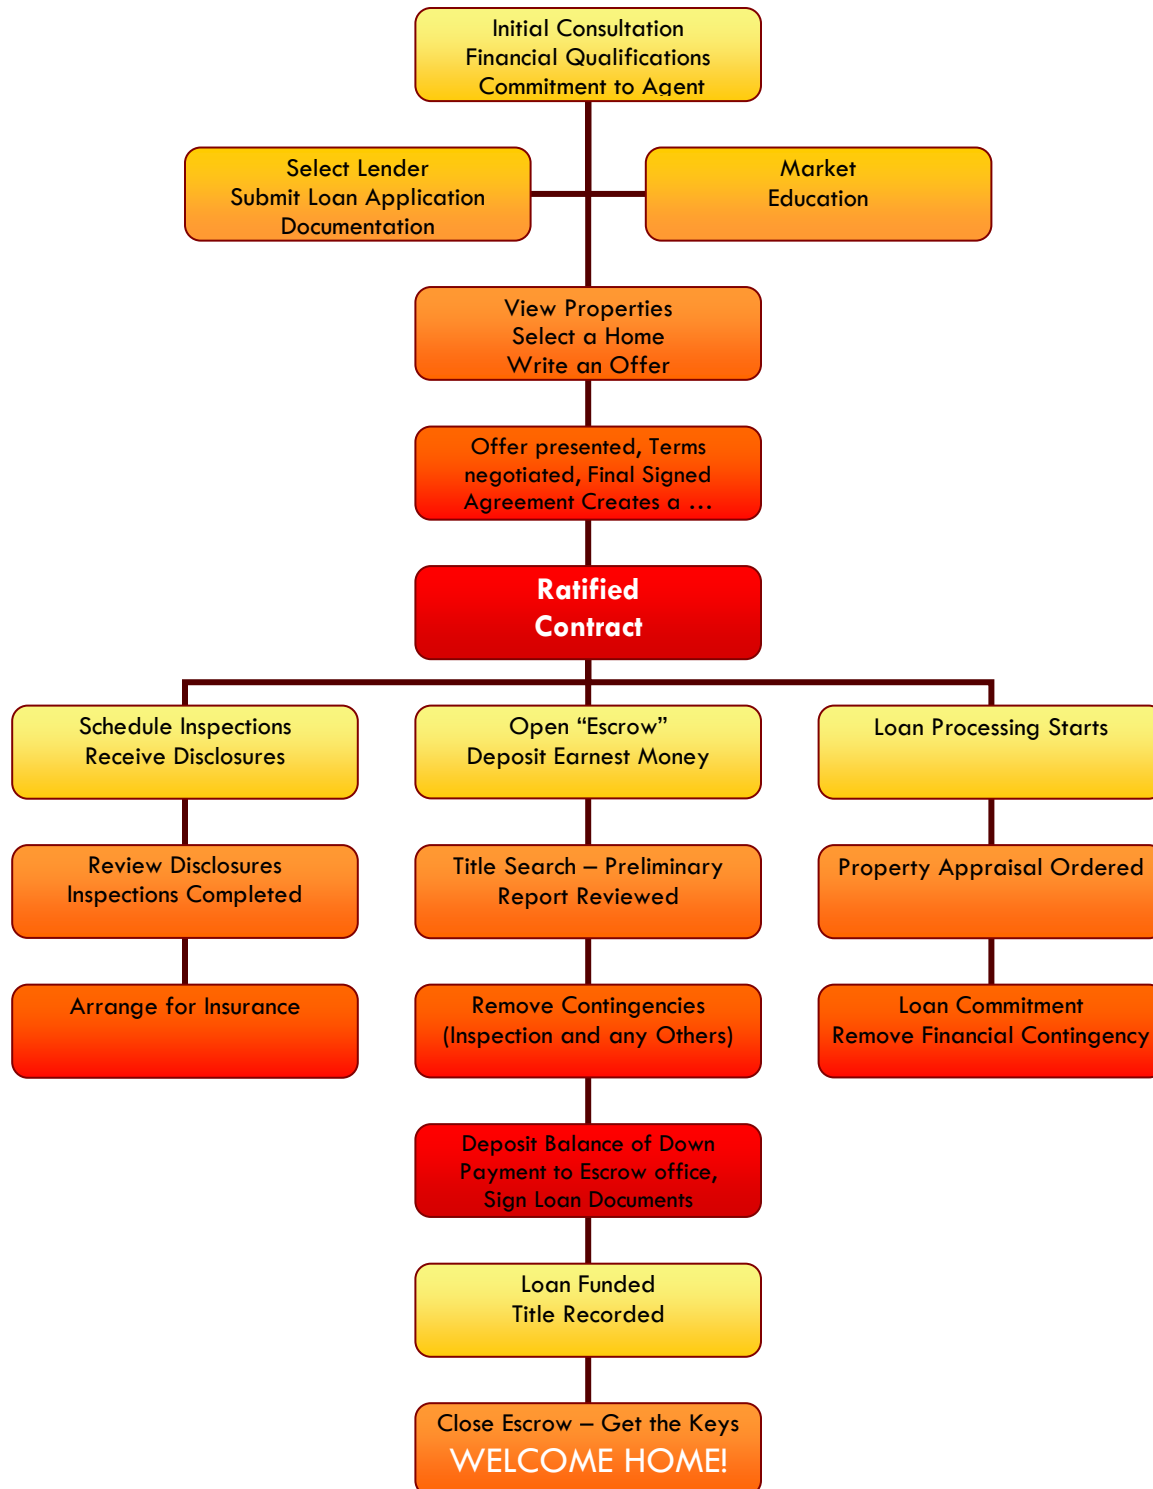 Initial Consultation
Financial Qualifications
Commitment to Agent
Select Lender
Submit Loan Application
Documentation
Market
Education
View Properties
Select a Home
Write an Offer
Offer presented, Terms
negotiated, Final Signed
Agreement Creates a …
Ratified
Contract
Schedule Inspections
Receive Disclosures
Open “Escrow”
Deposit Earnest Money
Loan Processing Starts
Review Disclosures
Inspections Completed
Title Search – Preliminary
Report Reviewed
Property Appraisal Ordered
Arrange for Insurance
Remove Contingencies
(Inspection and any Others)
Loan Commitment
Remove Financial Contingency
Deposit Balance of Down
Payment to Escrow office,
Sign Loan Documents
Loan Funded
Title Recorded
Close Escrow – Get the Keys
WELCOME HOME!